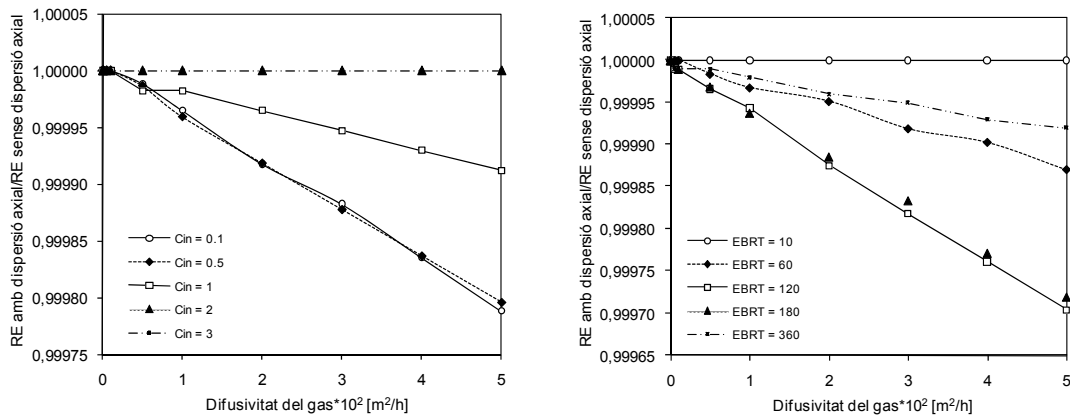 RE amb dispersió axial/RE sense dispersió axial
1,00005
1,00000
0,99995
0,99990
0,99985
0,99980
0,99975
Cin = 0.1
Cin = 0.5
Cin = 1
Cin = 2
Cin = 3
0 1 2 3 4 5
Difusivitat del gas*10² [m²/h]
RE amb dispersió axial/RE sense dispersió axial
1,00005
1,00000
0,99995
0,99990
0,99985
0,99980
0,99975
0,99970
0,99965
EBRT = 10
EBRT = 60
EBRT = 120
EBRT = 180
EBRT = 360
0 1 2 3 4 5
Difusivitat del gas*10² [m²/h]